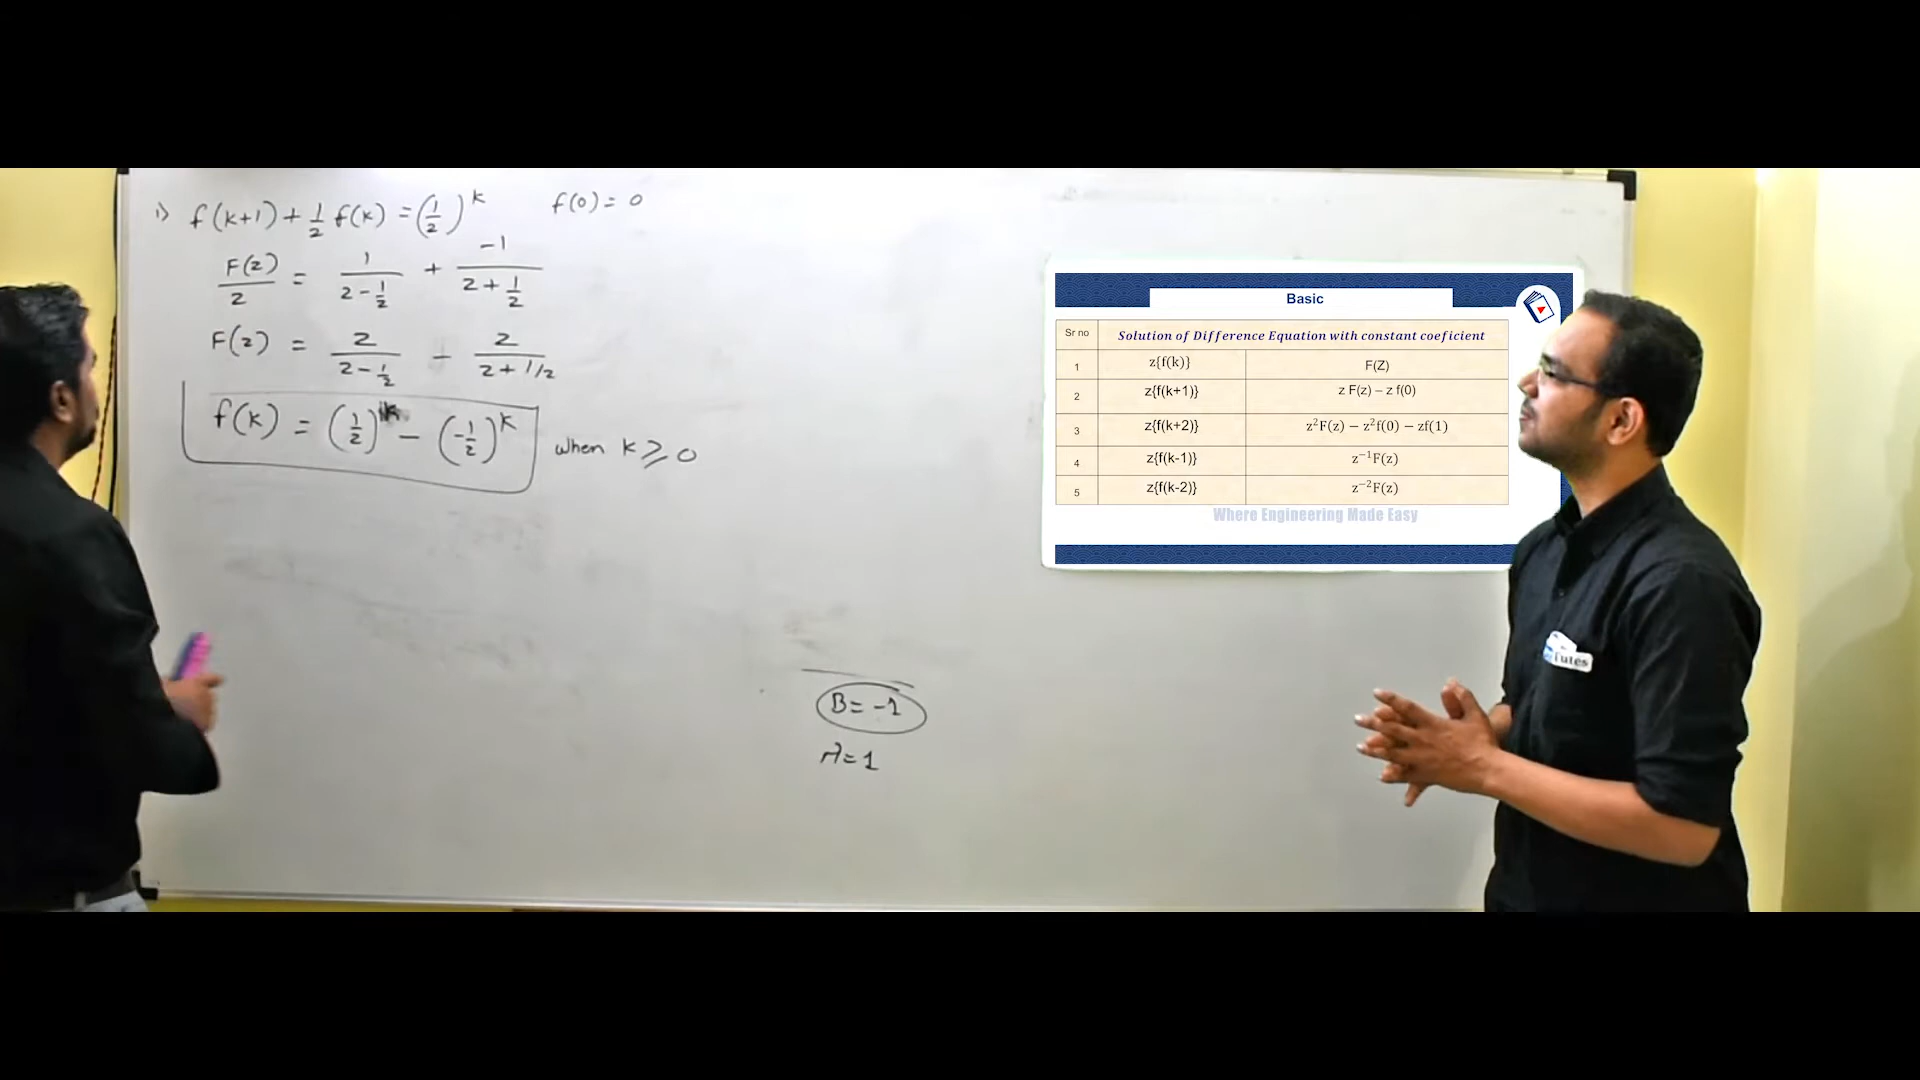 1) f(k+1) + 1/2 f(k) = (1/2)^k f(0) = 0
F(z)/z = 1/(z - 1/2) + -1/(z + 1/2)
F(z) = z/(z - 1/2) - z/(z + 1/2)
f(k) = (1/2)^k - (-1/2)^k when k ≥ 0
B = -1
A = 1
Basic
Sr no Solution of Difference Equation with constant coeficient
1 z{f(k)} F(Z)
2 z{f(k+1)} z F(z) – z f(0)
3 z{f(k+2)} z²F(z) − z²f(0) − zf(1)
4 z{f(k-1)} z⁻¹F(z)
5 z{f(k-2)} z⁻²F(z)
Where Engineering Made Easy
Tutes